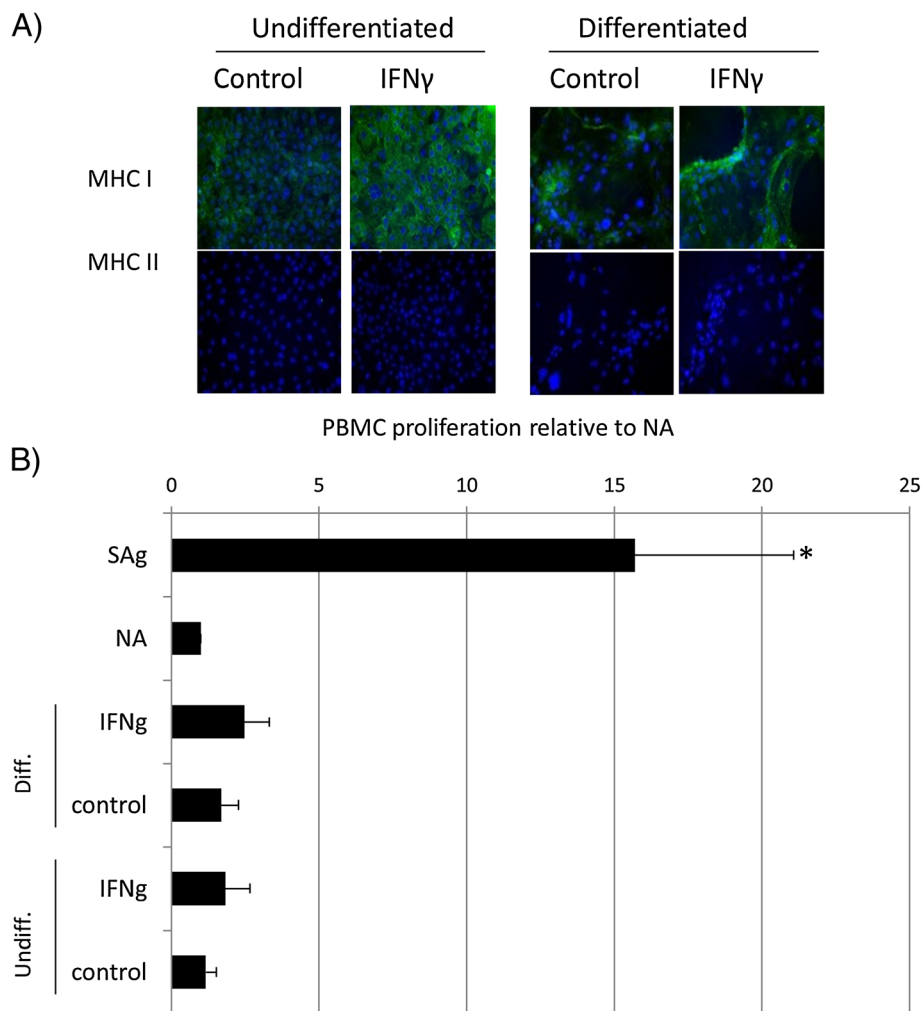 A)
Undifferentiated Differentiated
Control IFNγ Control IFNγ
MHC I
MHC II
PBMC proliferation relative to NA
B)
0 5 10 15 20 25
SAg *
NA
Diff.
IFNg
control
Undiff.
IFNg
control